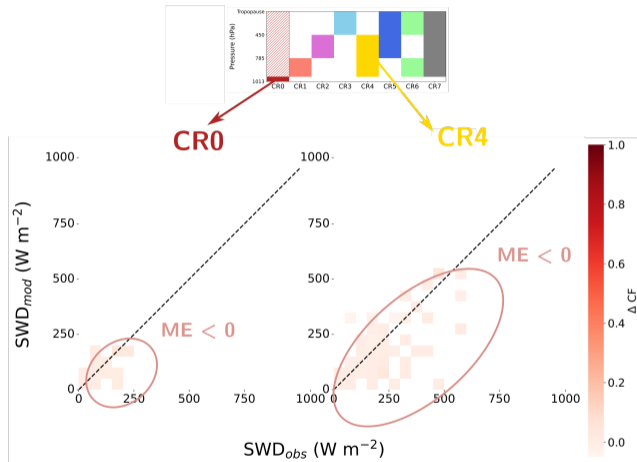 Tropopause
450
785
1013
Pressure (hPa)
CR0 CR1 CR2 CR3 CR4 CR5 CR6 CR7
CR0
CR4
1000
750
500
250
0
SWD_mod (W m⁻²)
ME < 0
0 250 500 750 1000
1000
750
500
250
0
ME < 0
0 250 500 750 1000
SWD_obs (W m⁻²)
1.0
0.8
0.6
0.4
0.2
0.0
Δ CF